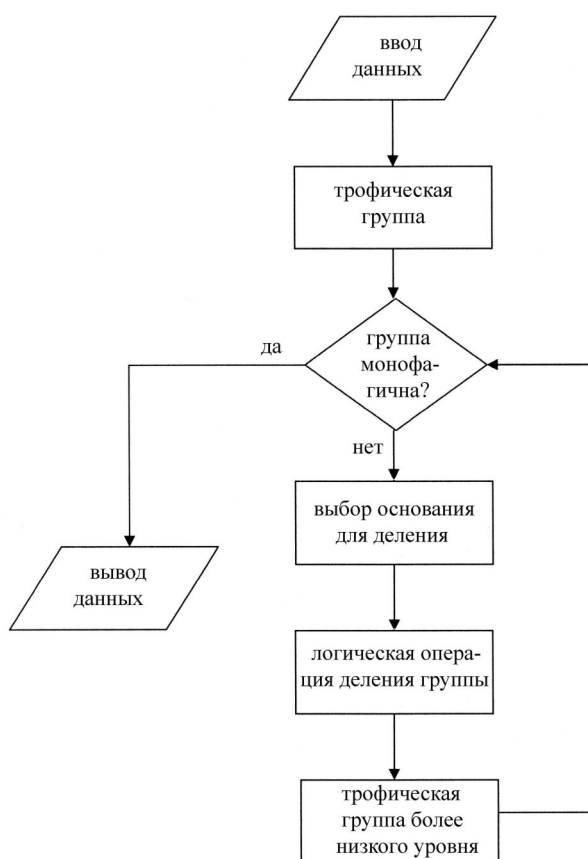 ввод
данных
трофическая
группа
группа
монофа-
гична?
да
нет
выбор основания
для деления
вывод
данных
логическая опера-
ция деления группы
трофическая
группа более
низкого уровня